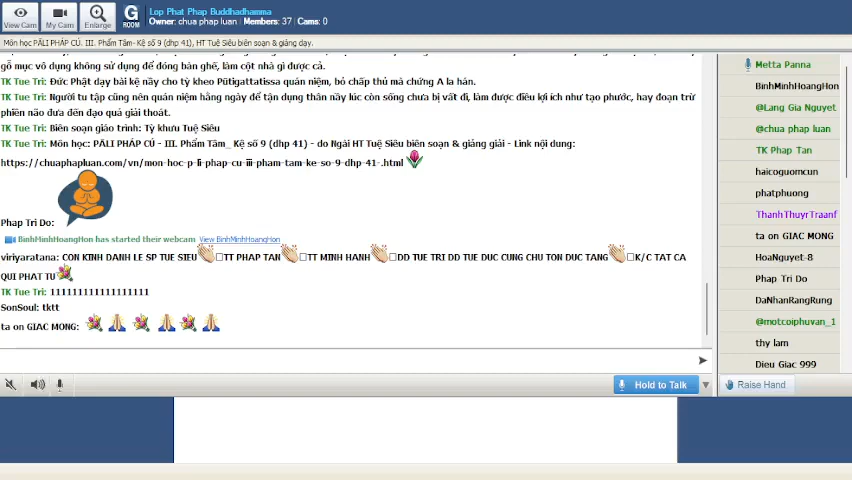 View Cam
My Cam
Enlarge
G
ROOM
Lop Phat Phap Buddhadhamma
Owner: chua phap luan | Members: 37 | Cams: 0
Môn học PĀLI PHÁP CÚ. III. Phẩm Tâm- Kệ số 9 (dhp 41), HT Tuệ Siêu biên soạn & giảng dạy.
gỗ mục vô dụng không sử dụng để đóng bàn ghế, làm cột nhà gì được cả.
TK Tue Tri: Đức Phật dạy bài kệ nầy cho tỳ kheo Pūtigattatissa quán niệm, bỏ chấp thủ mà chứng A la hán.
TK Tue Tri: Người tu tập cũng nên quán niệm hằng ngày để tận dụng thân nầy lúc còn sống chưa bị vất đi, làm được điều lợi ích như tạo phước, hay đoạn trừ
phiền não đưa đến đạo quả giải thoát.
TK Tue Tri: Biên soạn giáo trình: Tỳ khưu Tuệ Siêu
TK Tue Tri: Môn học: PĀLI PHÁP CÚ - III. Phẩm Tâm_ Kệ số 9 (dhp 41) - do Ngài HT Tuệ Siêu biên soạn & giảng giải - Link nội dung:
https://chuaphapluan.com/vn/mon-hoc-p-li-phap-cu-iii-pham-tam-ke-so-9-dhp-41-.html
Phap Tri Do:
BinhMinhHoangHon has started their webcam View BinhMinhHoangHon
viriyaratana: CON KINH DANH LE SP TUE SIEU TT PHAP TAN TT MINH HANH DD TUE TRI DD TUE DUC CUNG CHU TON DUC TANG K/C TAT CA
QUI PHAT TU
TK Tue Tri: 11111111111111111
SonSoul: tktt
ta on GIAC MONG:
Hold to Talk
Metta Panna
BinhMinhHoangHon
@Lang Gia Nguyet
@chua phap luan
TK Phap Tan
haicoguomcun
phatphuong
ThanhThuyrTraanf
ta on GIAC MONG
HoaNguyet-8
Phap Tri Do
DaNhanRangRung
@motcoiphuvan_1
thy lam
Dieu Giac 999
Raise Hand